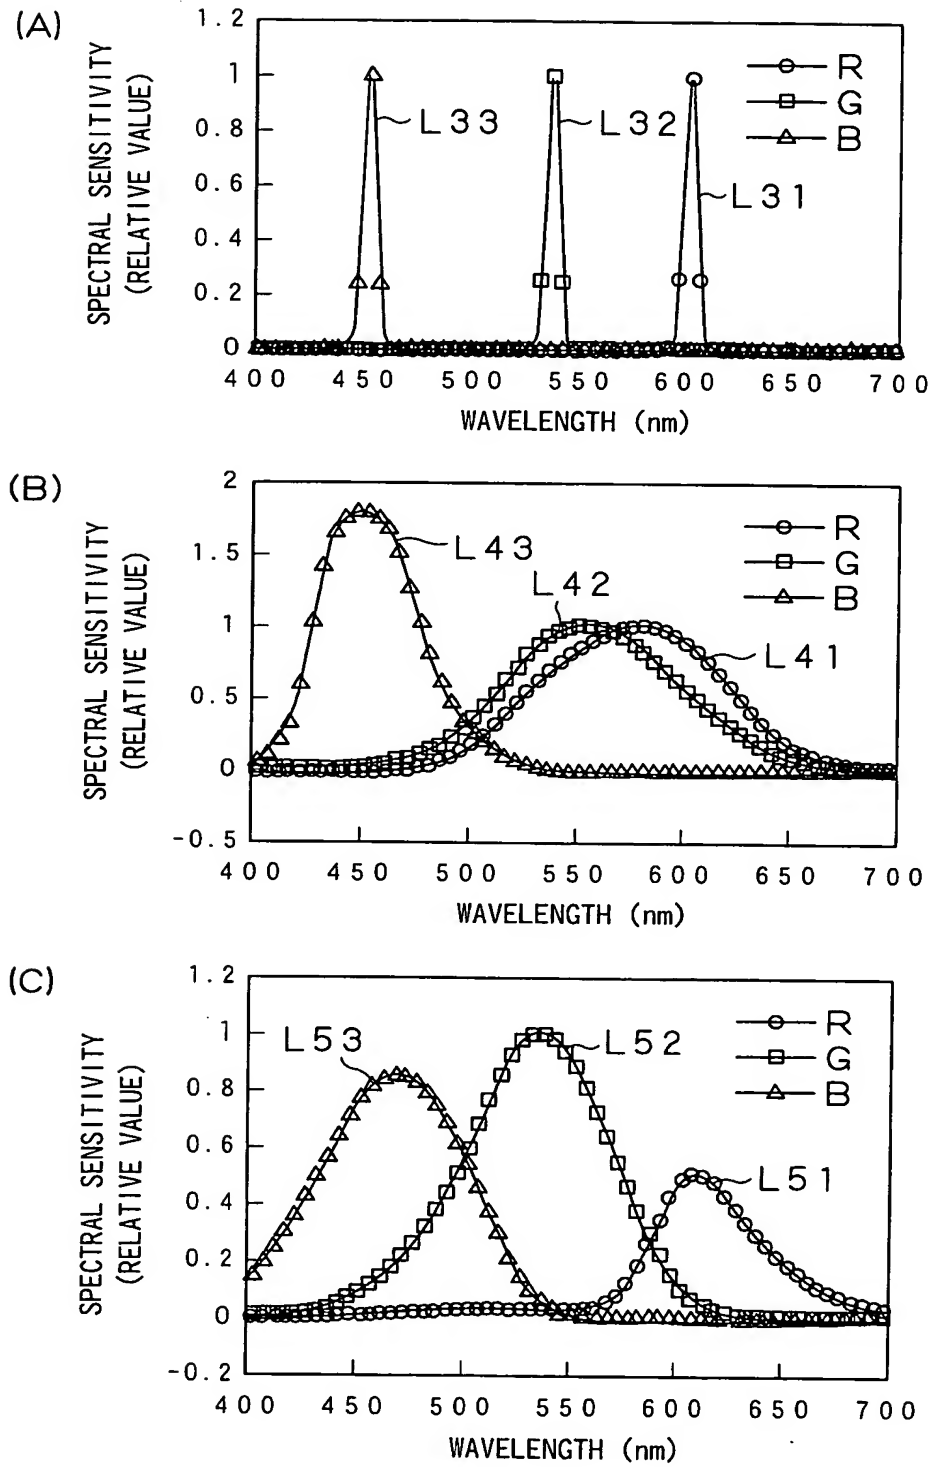 (A)
SPECTRAL SENSITIVITY
(RELATIVE VALUE)
1.2
1
0.8
0.6
0.4
0.2
0
L33
L32
L31
R
G
B
400 450 500 550 600 650 700
WAVELENGTH (nm)
(B)
SPECTRAL SENSITIVITY
(RELATIVE VALUE)
2
1.5
1
0.5
0
-0.5
L43
L42
L41
R
G
B
400 450 500 550 600 650 700
WAVELENGTH (nm)
(C)
SPECTRAL SENSITIVITY
(RELATIVE VALUE)
1.2
1
0.8
0.6
0.4
0.2
0
-0.2
L53
L52
L51
R
G
B
400 450 500 550 600 650 700
WAVELENGTH (nm)